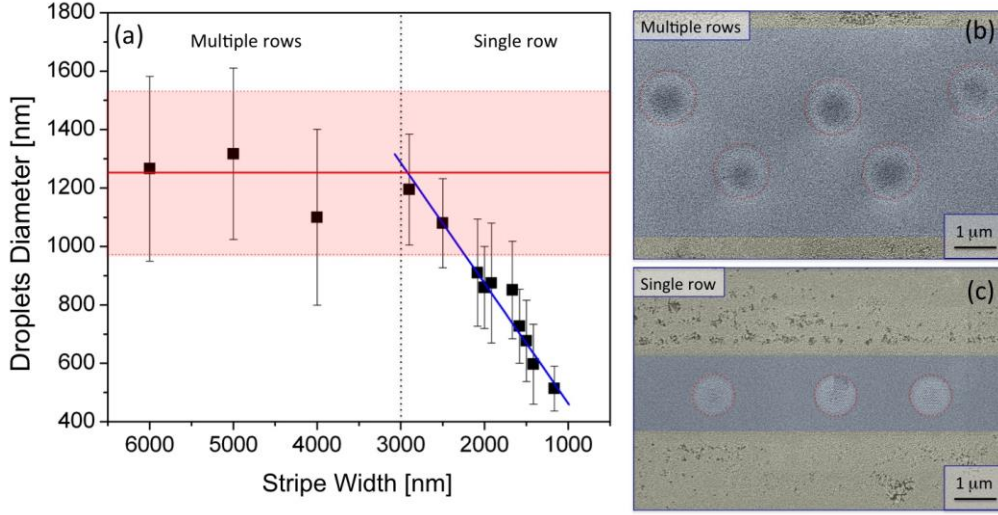 (a)
Multiple rows
Single row
Droplets Diameter [nm]
1800
1600
1400
1200
1000
800
600
400
6000
5000
4000
3000
2000
1000
Stripe Width [nm]
Multiple rows
(b)
1 μm
Single row
(c)
1 μm